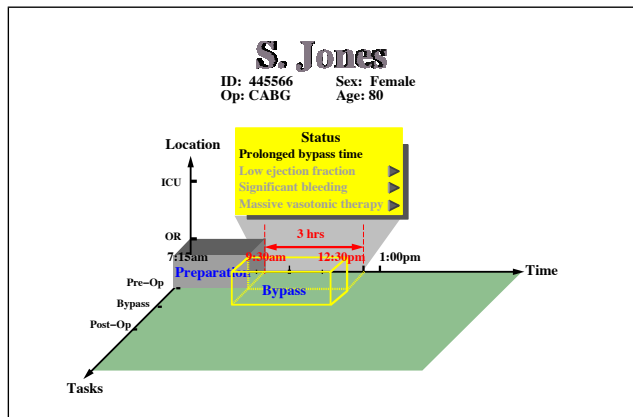 S. Jones
ID: 445566 Sex: Female
Op: CABG Age: 80
Status
Prolonged bypass time
Low ejection fraction
Significant bleeding
Massive vasotonic therapy
Location
ICU
OR
3 hrs
7:15am 9:30am 12:30pm 1:00pm
Preparation
Time
Pre-Op
Bypass
Bypass
Post-Op
Tasks